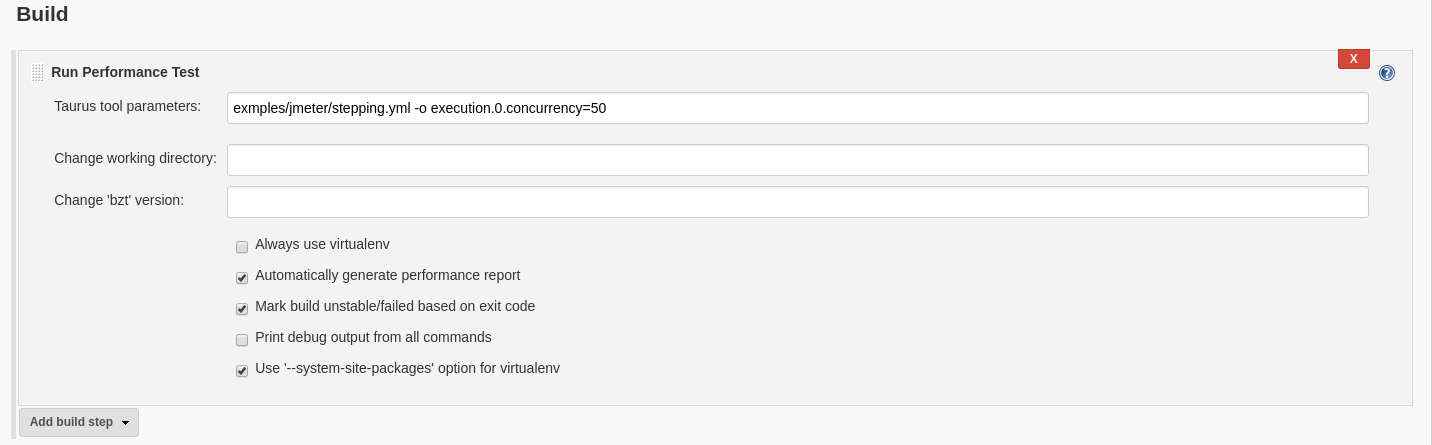 Build
X
Run Performance Test
?
Taurus tool parameters:
exmples/jmeter/stepping.yml -o execution.0.concurrency=50
Change working directory:
Change 'bzt' version:
Always use virtualenv
Automatically generate performance report
Mark build unstable/failed based on exit code
Print debug output from all commands
Use '--system-site-packages' option for virtualenv
Add build step